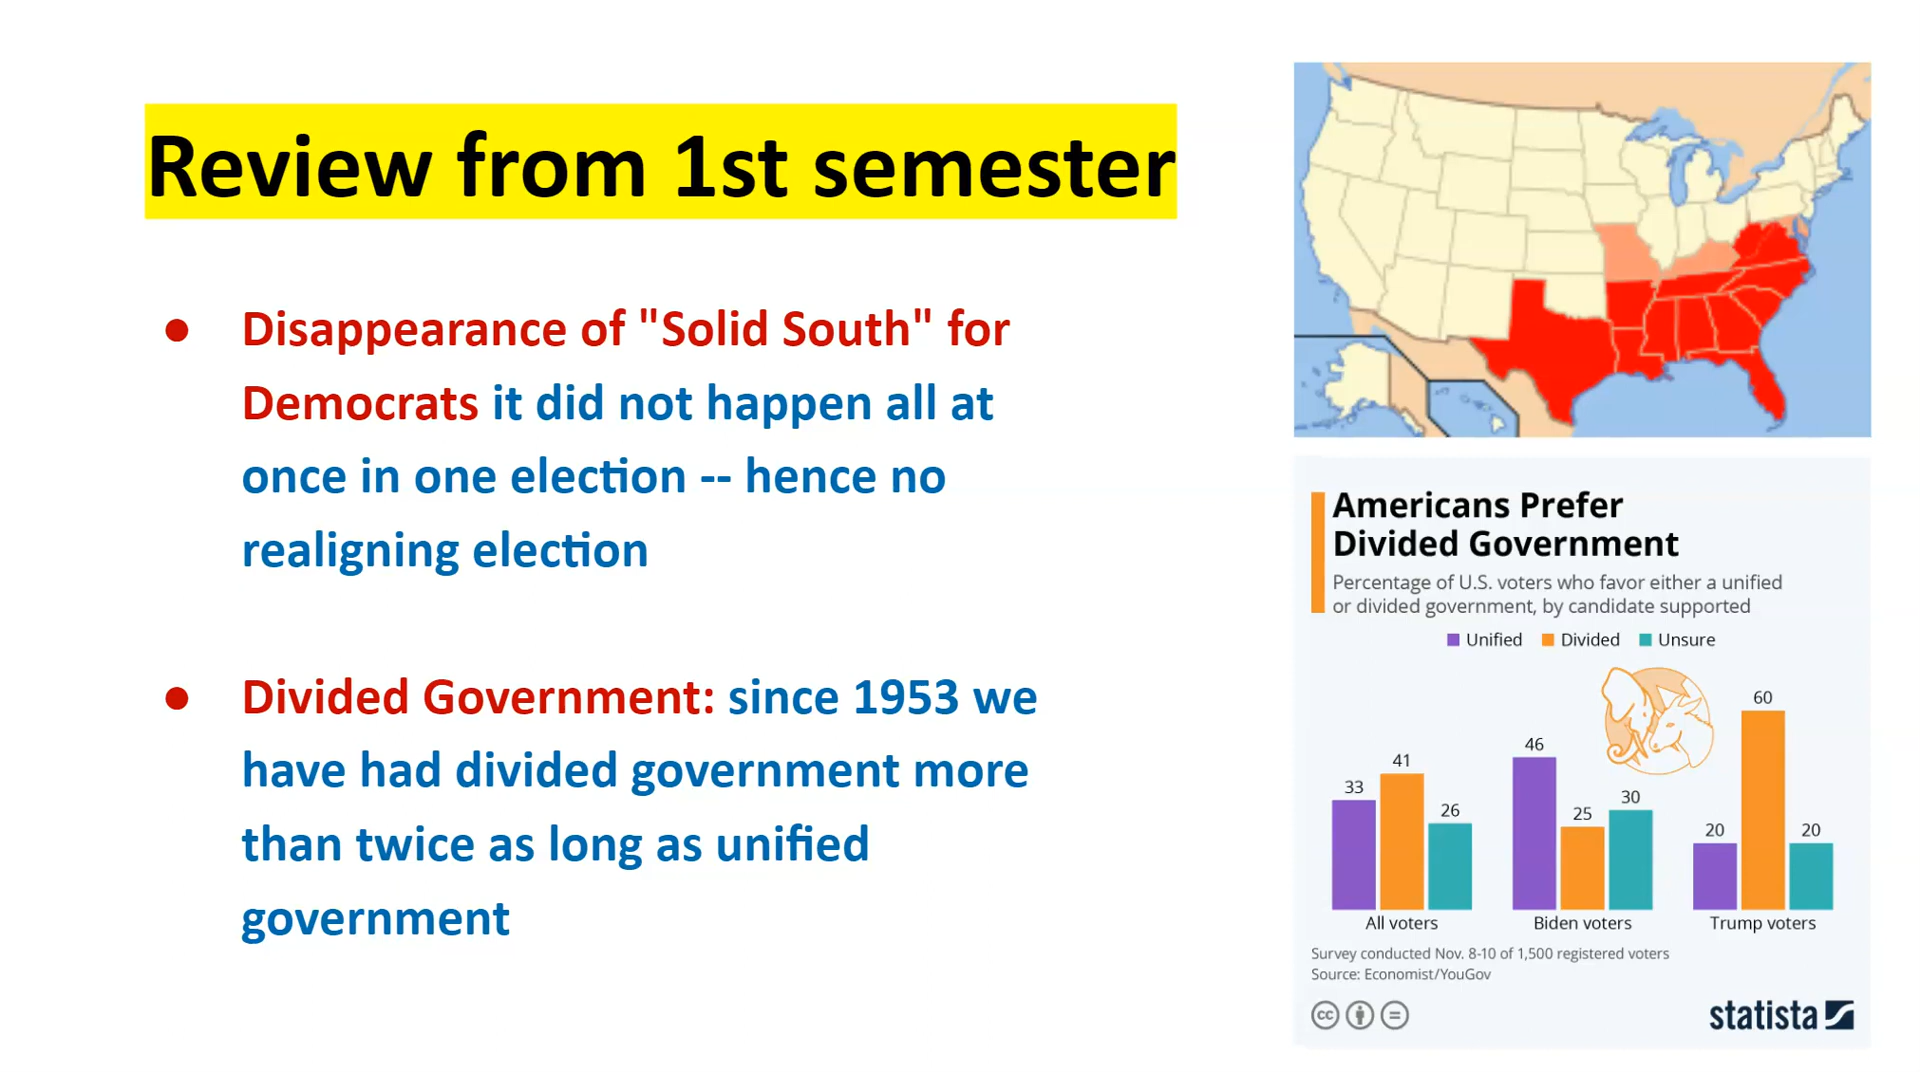 Review from 1st semester
● Disappearance of "Solid South" for
Democrats it did not happen all at
once in one election -- hence no
realigning election
● Divided Government: since 1953 we
have had divided government more
than twice as long as unified
government
Americans Prefer
Divided Government
Percentage of U.S. voters who favor either a unified
or divided government, by candidate supported
Unified Divided Unsure
33 41 26
46 25 30
20 60 20
All voters Biden voters Trump voters
Survey conducted Nov. 8-10 of 1,500 registered voters
Source: Economist/YouGov
cc
statista